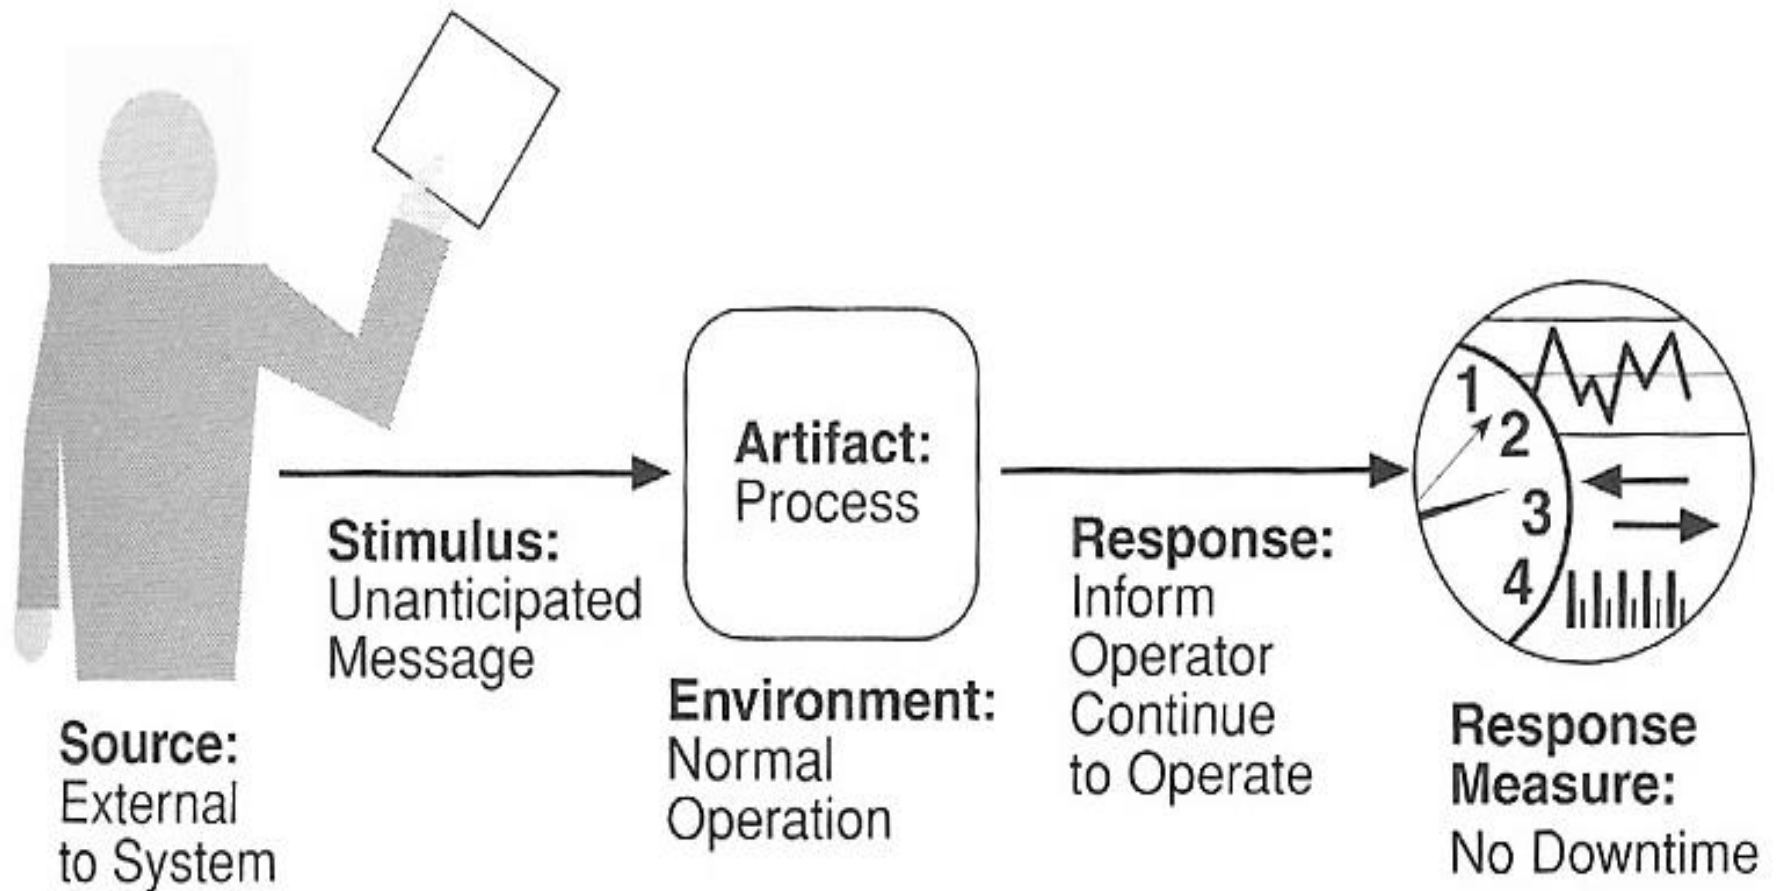 Source:
External
to System
Stimulus:
Unanticipated
Message
Artifact:
Process
Environment:
Normal
Operation
Response:
Inform
Operator
Continue
to Operate
1
2
3
4
Response
Measure:
No Downtime